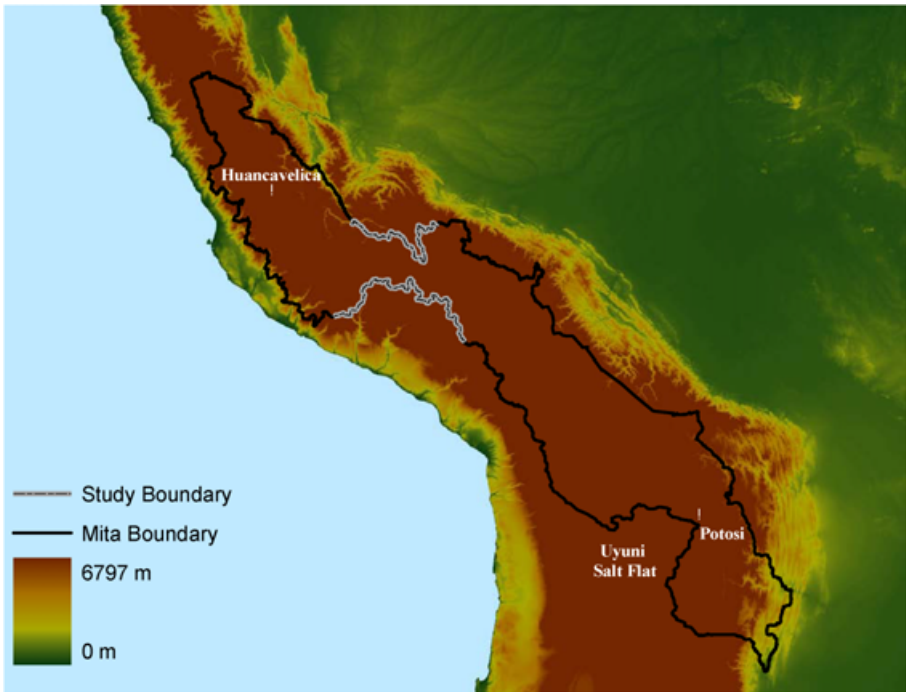 Huancavelica
Potosi
Uyuni
Salt Flat
Study Boundary
Mita Boundary
6797 m
0 m